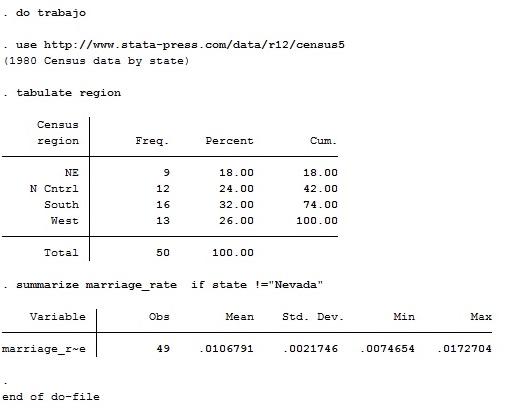 . do trabajo
. use http://www.stata-press.com/data/r12/census5
(1980 Census data by state)
. tabulate region
Census
region Freq. Percent Cum.
NE 9 18.00 18.00
N Cntrl 12 24.00 42.00
South 16 32.00 74.00
West 13 26.00 100.00
Total 50 100.00
. summarize marriage_rate if state !="Nevada"
Variable Obs Mean Std. Dev. Min Max
marriage_r~e 49 .0106791 .0021746 .0074654 .0172704
.
end of do-file